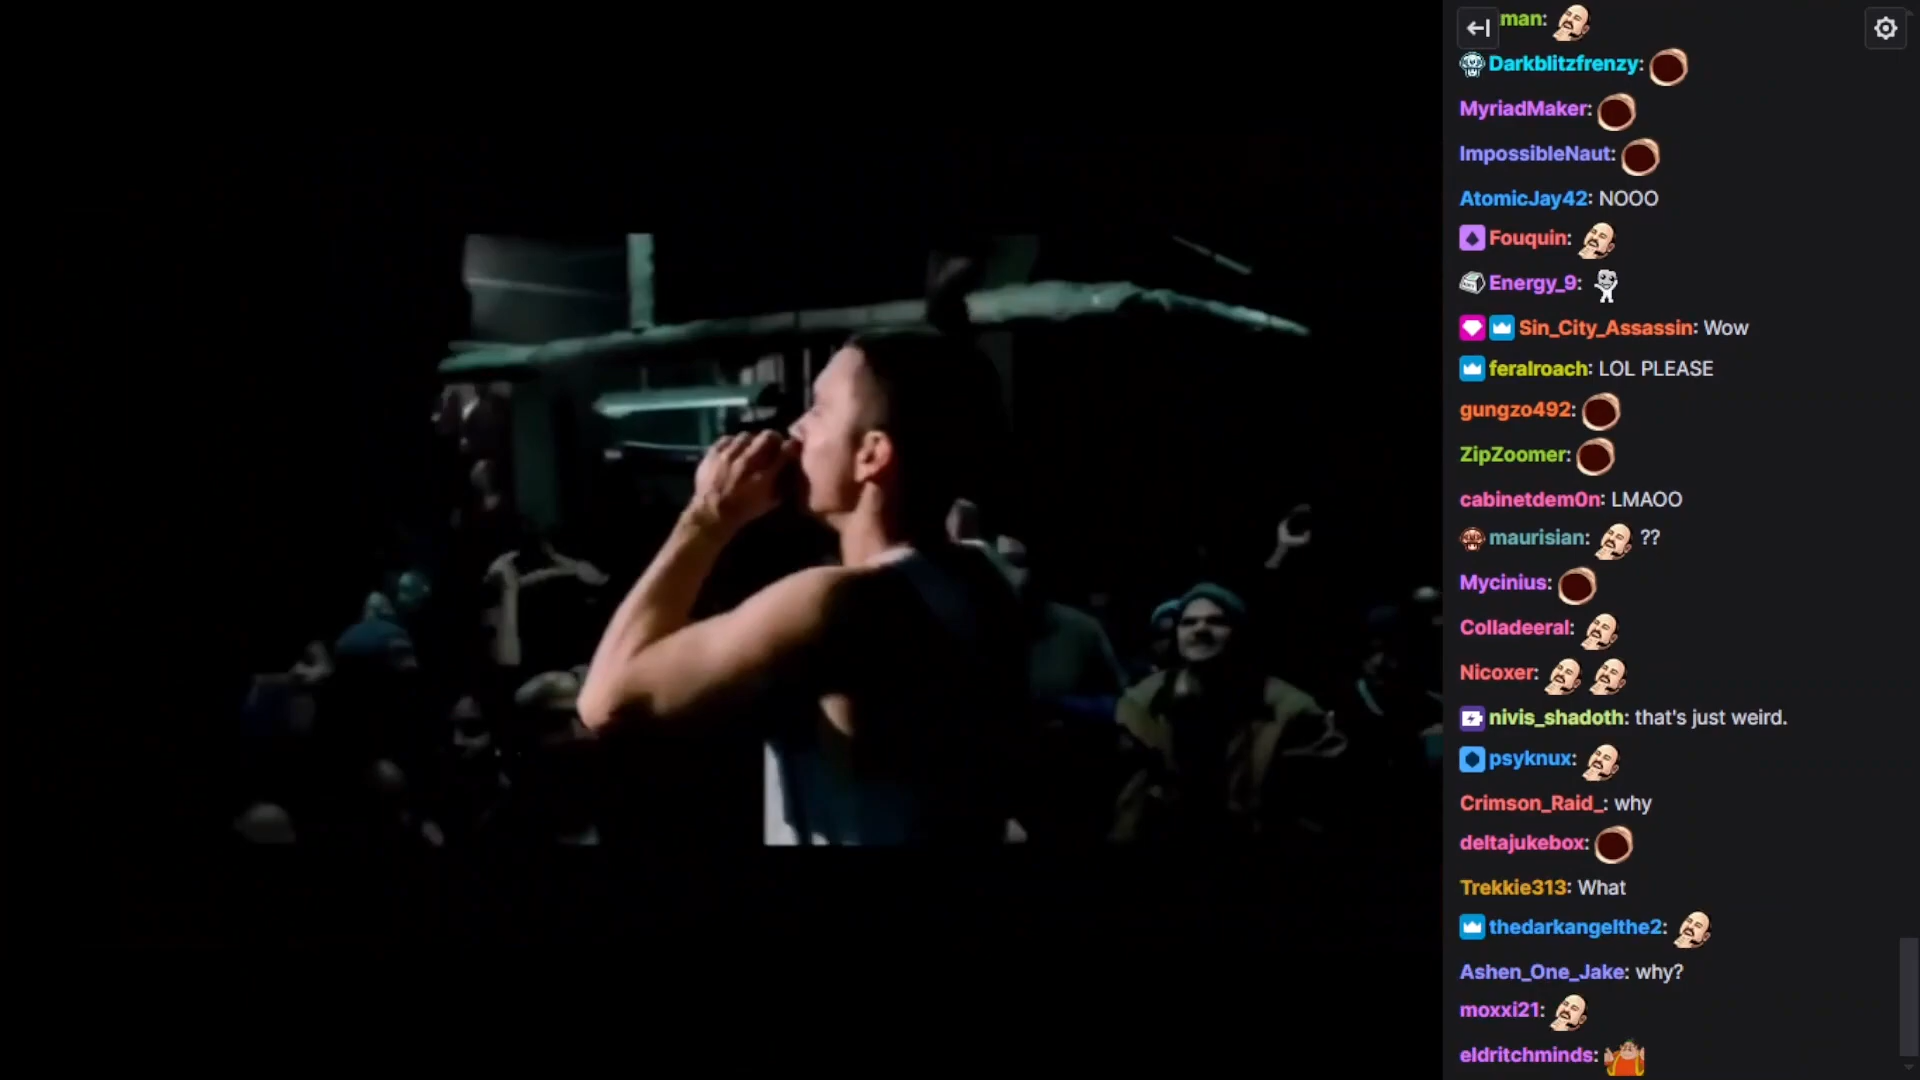 man:
Darkblitzfrenzy:
MyriadMaker:
ImpossibleNaut:
AtomicJay42: NOOO
Fouquin:
Energy_9:
Sin_City_Assassin: Wow
feralroach: LOL PLEASE
gungzo492:
ZipZoomer:
cabinetdem0n: LMAOO
maurisian: ??
Mycinius:
Colladeeral:
Nicoxer:
nivis_shadoth: that's just weird.
psyknux:
Crimson_Raid_: why
deltajukebox:
Trekkie313: What
thedarkangelthe2:
Ashen_One_Jake: why?
moxxi21:
eldritchminds: